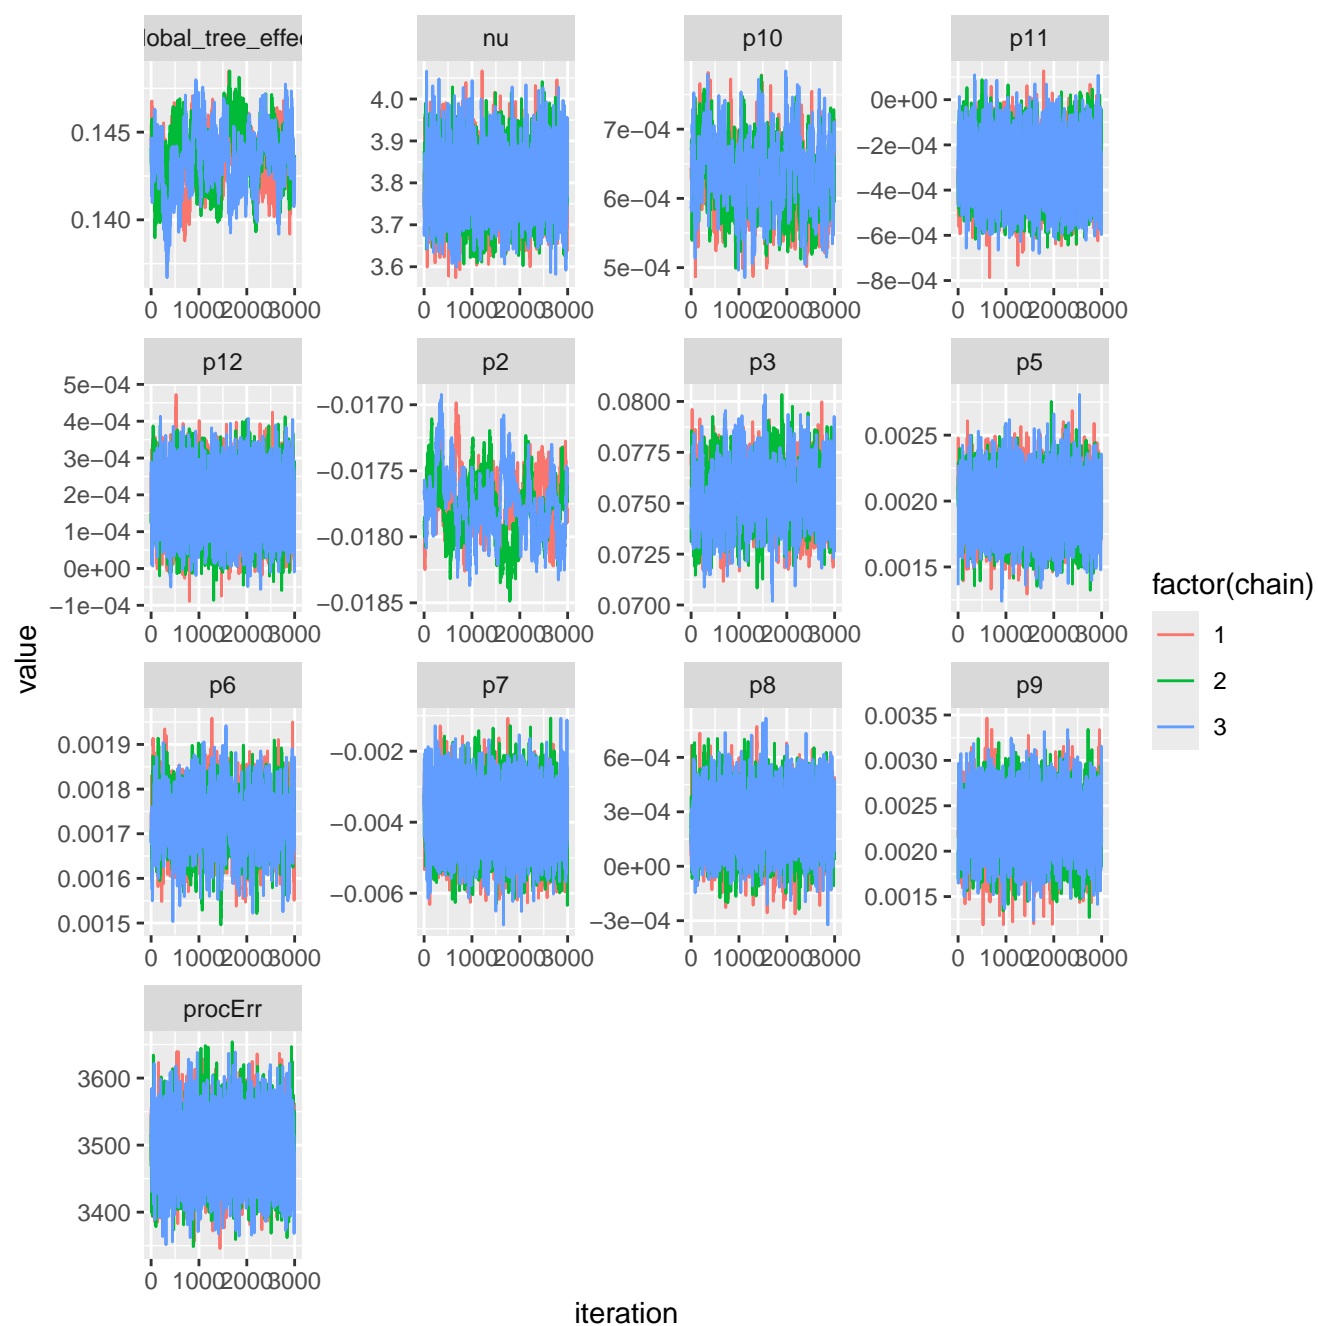 lobal_tree_effec
nu
p10
p11
0.145
0.140
4.0
3.9
3.8
3.7
3.6
7e−04
6e−04
5e−04
0e+00
−2e−04
−4e−04
−6e−04
−8e−04
0 1000 2000 3000
0 1000 2000 3000
0 1000 2000 3000
0 1000 2000 3000
p12
p2
p3
p5
5e−04
4e−04
3e−04
2e−04
1e−04
0e+00
−1e−04
−0.0170
−0.0175
−0.0180
−0.0185
0.0800
0.0775
0.0750
0.0725
0.0700
0.0025
0.0020
0.0015
0 1000 2000 3000
0 1000 2000 3000
0 1000 2000 3000
0 1000 2000 3000
p6
p7
p8
p9
0.0019
0.0018
0.0017
0.0016
0.0015
−0.002
−0.004
−0.006
6e−04
3e−04
0e+00
−3e−04
0.0035
0.0030
0.0025
0.0020
0.0015
0 1000 2000 3000
0 1000 2000 3000
0 1000 2000 3000
0 1000 2000 3000
procErr
3600
3500
3400
0 1000 2000 3000
value
iteration
factor(chain)
1
2
3